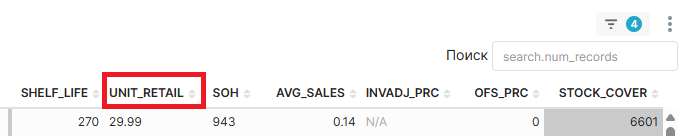 4
Поиск search.num_records
SHELF_LIFE UNIT_RETAIL SOH AVG_SALES INVADJ_PRC OFS_PRC STOCK_COVER
270 29.99 943 0.14 N/A 0 6601